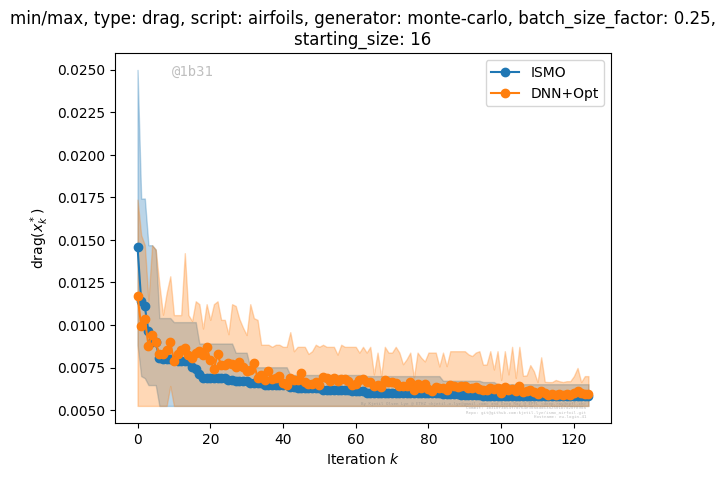 min/max, type: drag, script: airfoils, generator: monte-carlo, batch_size_factor: 0.25,
starting_size: 16
@1b31
ISMO
DNN+Opt
0.0250
0.0225
0.0200
0.0175
0.0150
0.0125
0.0100
0.0075
0.0050
drag(x_k^*)
0
20
40
60
80
100
120
Iteration k